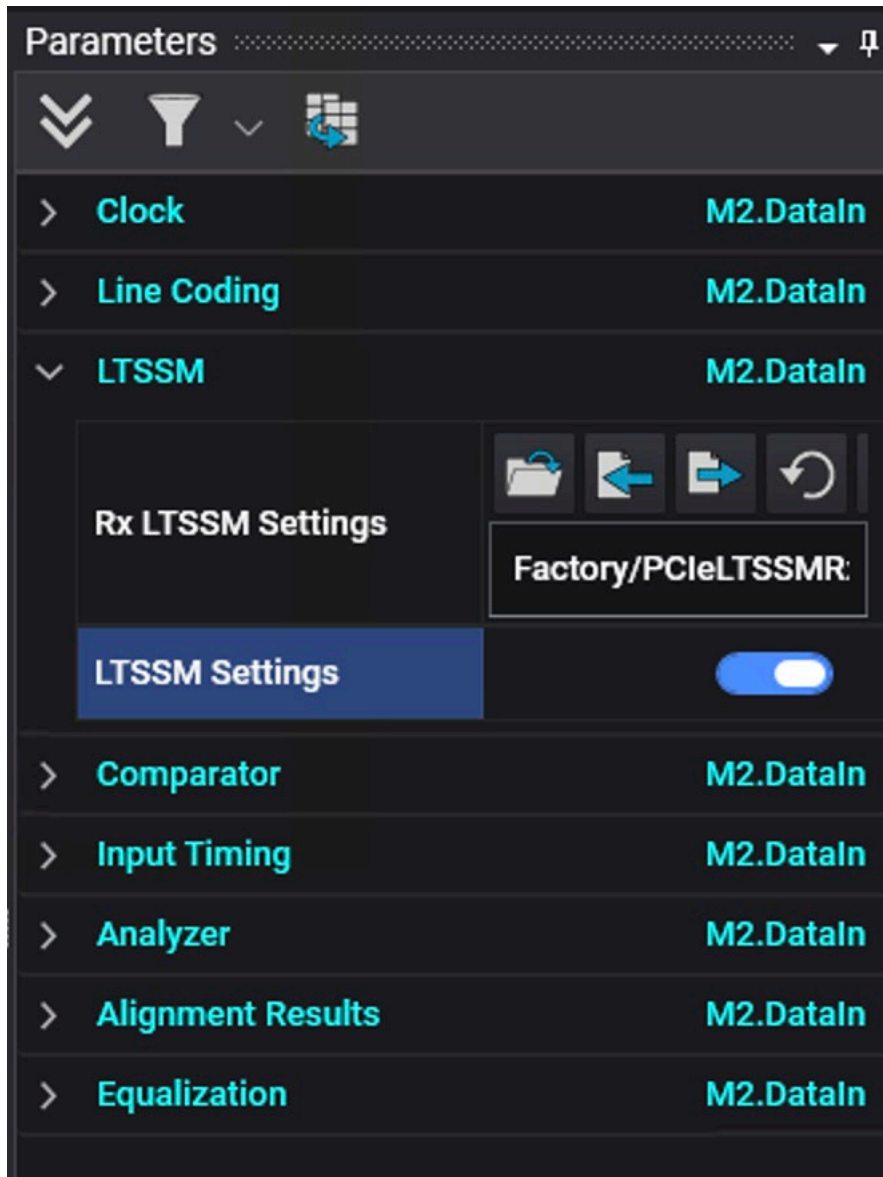 Parameters
Clock M2.DataIn
Line Coding M2.DataIn
LTSSM M2.DataIn
Rx LTSSM Settings
Factory/PCIeLTSSMR
LTSSM Settings
Comparator M2.DataIn
Input Timing M2.DataIn
Analyzer M2.DataIn
Alignment Results M2.DataIn
Equalization M2.DataIn